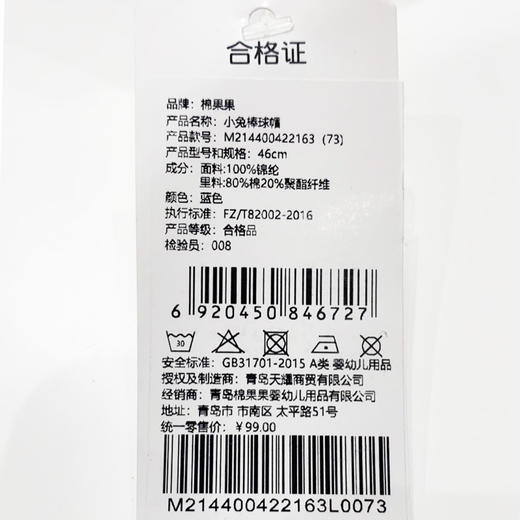 合格证
品牌：棉果果
产品名称：小兔棒球帽
产品款号：M214400422163 (73)
产品型号和规格：46cm
成分：面料:100%锦纶
里料:80%棉20%聚酯纤维
颜色：蓝色
执行标准：FZ/T82002-2016
产品等级：合格品
检验员：008
6 920450 846727
30
安全标准：GB31701-2015 A类 婴幼儿用品
授权及制造商：青岛天耀商贸有限公司
经销商：青岛棉果果婴幼儿用品有限公司
地址：青岛市 市南区 太平路51号
统一零售价：￥99.00
M214400422163L0073